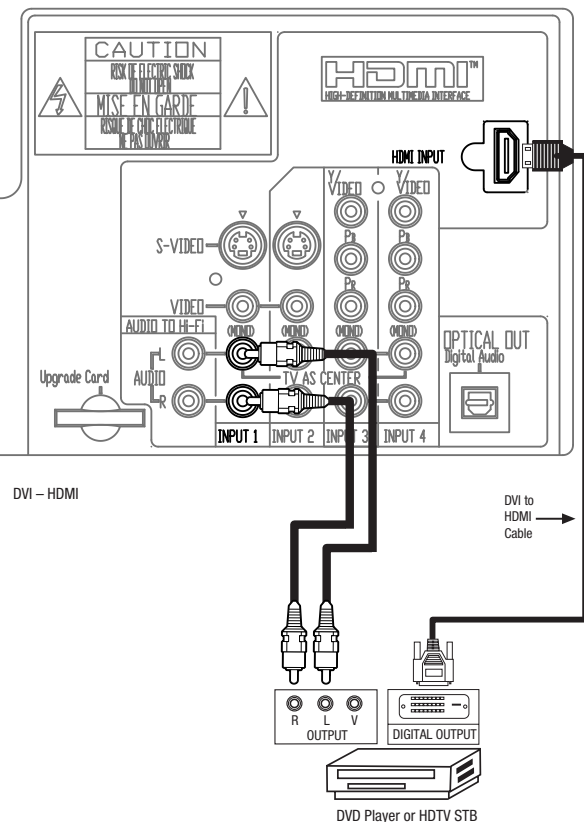 CAUTION
RISK OF ELECTRIC SHOCK
DO NOT OPEN
MISE EN GARDE
RISQUE DE CHOC ELECTRIQUE
NE PAS OUVRIR
HDMI™
HIGH-DEFINITION MULTIMEDIA INTERFACE
HDMI INPUT
Y/
VIDEO
Y/
VIDEO
S-VIDEO
PB
PB
PR
PR
VIDEO
(MONO)
(MONO)
(MONO)
(MONO)
AUDIO TO Hi-Fi
L
AUDIO
R
TV AS CENTER
OPTICAL OUT
Digital Audio
Upgrade Card
INPUT 1
INPUT 2
INPUT 3
INPUT 4
DVI – HDMI
DVI to
HDMI
Cable
R L V
OUTPUT
DIGITAL OUTPUT
DVD Player or HDTV STB